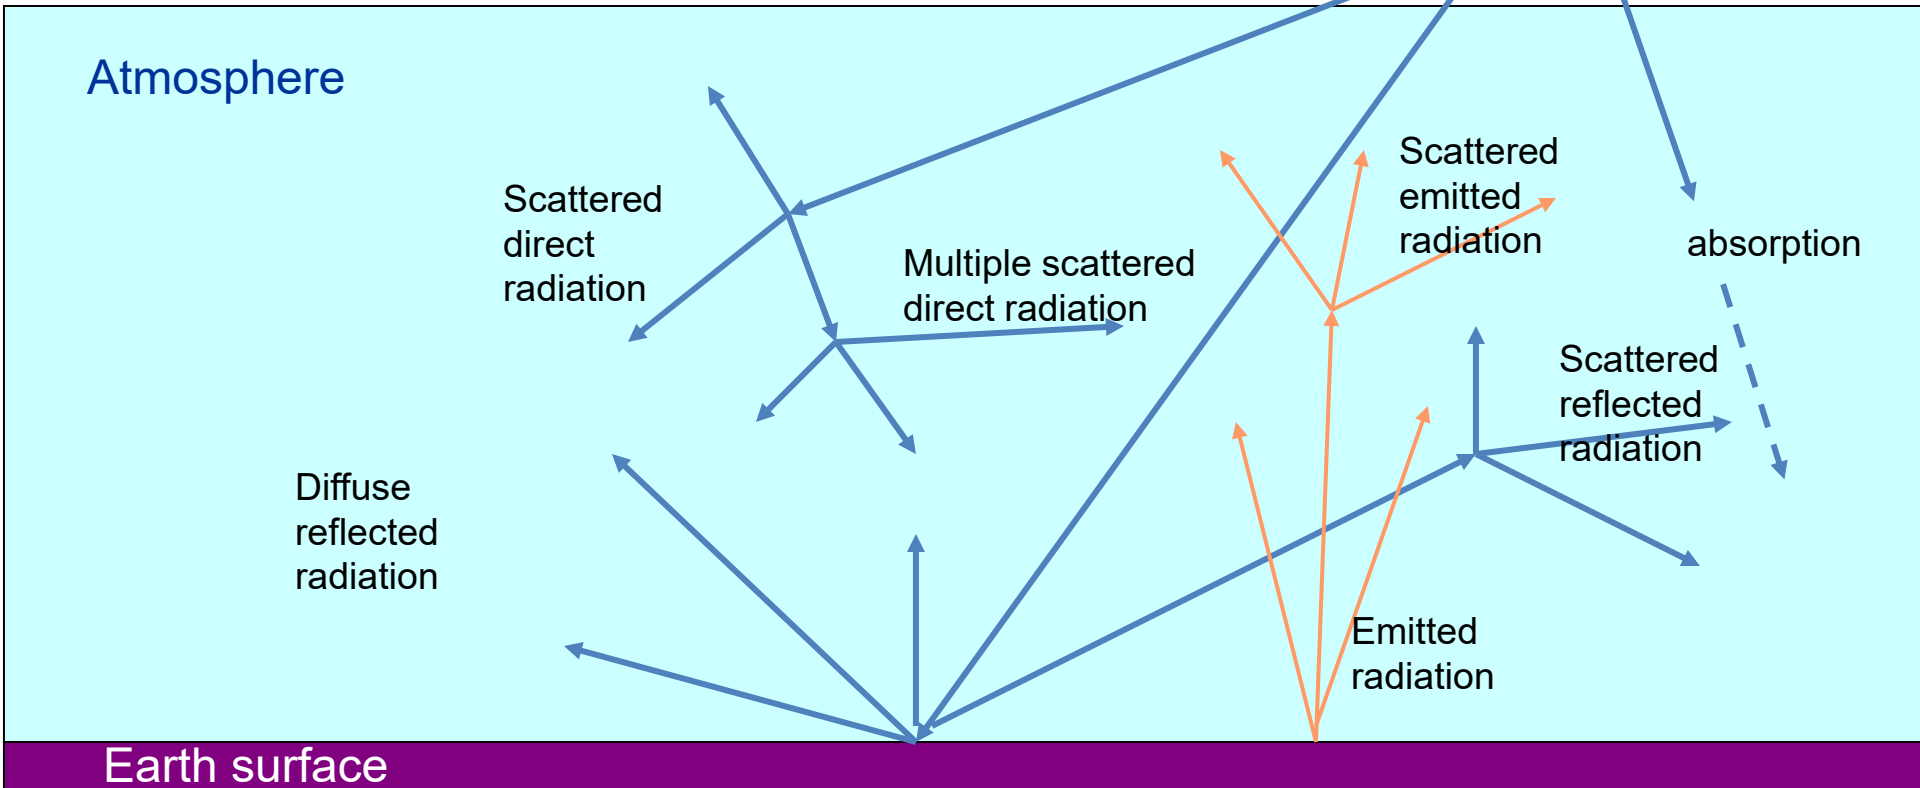 Atmosphere
Scattered
direct
radiation
Multiple scattered
direct radiation
Scattered
emitted
radiation
absorption
Scattered
reflected
radiation
Diffuse
reflected
radiation
Emitted
radiation
Earth surface